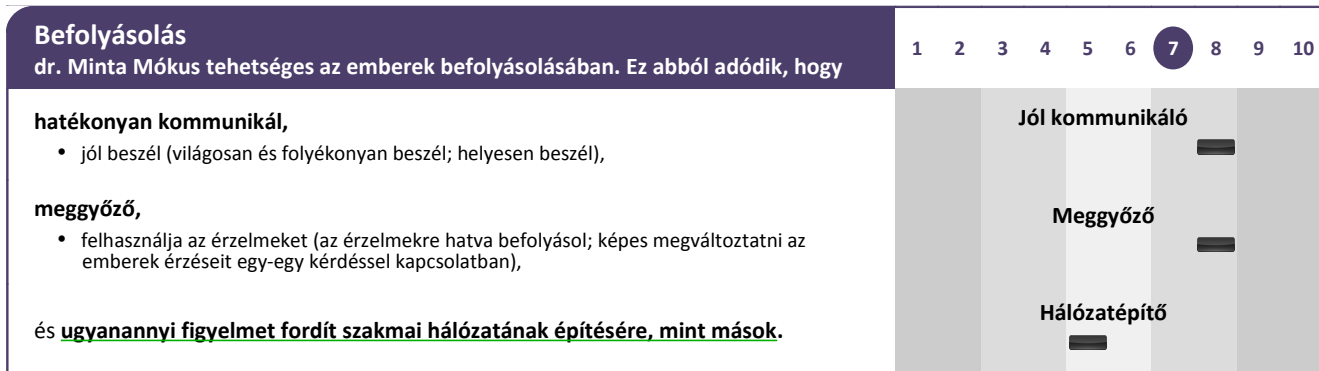 Befolyásolás
dr. Minta Mókus tehetséges az emberek befolyásolásában. Ez abból adódik, hogy
1 2 3 4 5 6 7 8 9 10
hatékonyan kommunikál,
• jól beszél (világosan és folyékonyan beszél; helyesen beszél),
Jól kommunikáló
meggyőző,
• felhasználja az érzelmeket (az érzelmekre hatva befolyásol; képes megváltoztatni az
emberek érzéseit egy-egy kérdéssel kapcsolatban),
Meggyőző
és ugyanannyi figyelmet fordít szakmai hálózatának építésére, mint mások.
Hálózatépítő